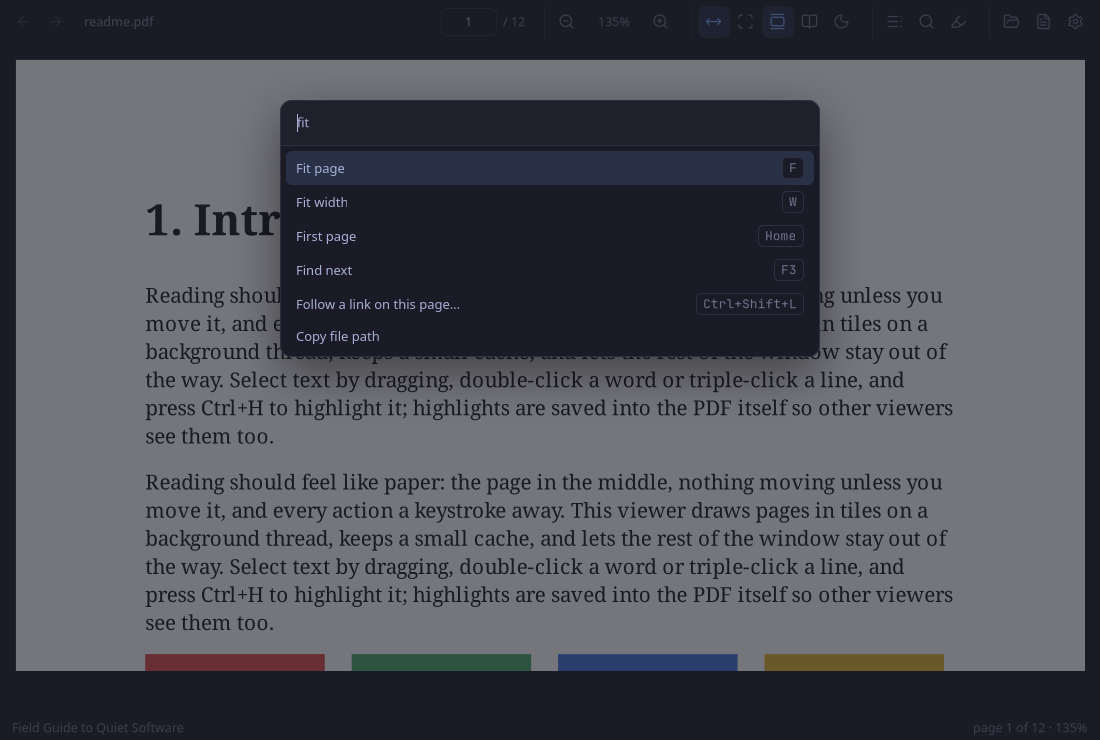 readme.pdf 1 / 12 135%
fit
Fit page F
Fit width W
First page Home
Find next F3
Follow a link on this page... Ctrl+Shift+L
Copy file path
1. Intr
Reading shoul ng unless you
move it, and e in tiles on a
background thread, keeps a small cache, and lets the rest of the window stay out of
the way. Select text by dragging, double-click a word or triple-click a line, and
press Ctrl+H to highlight it; highlights are saved into the PDF itself so other viewers
see them too.
Reading should feel like paper: the page in the middle, nothing moving unless you
move it, and every action a keystroke away. This viewer draws pages in tiles on a
background thread, keeps a small cache, and lets the rest of the window stay out of
the way. Select text by dragging, double-click a word or triple-click a line, and
press Ctrl+H to highlight it; highlights are saved into the PDF itself so other viewers
see them too.
Field Guide to Quiet Software page 1 of 12 · 135%